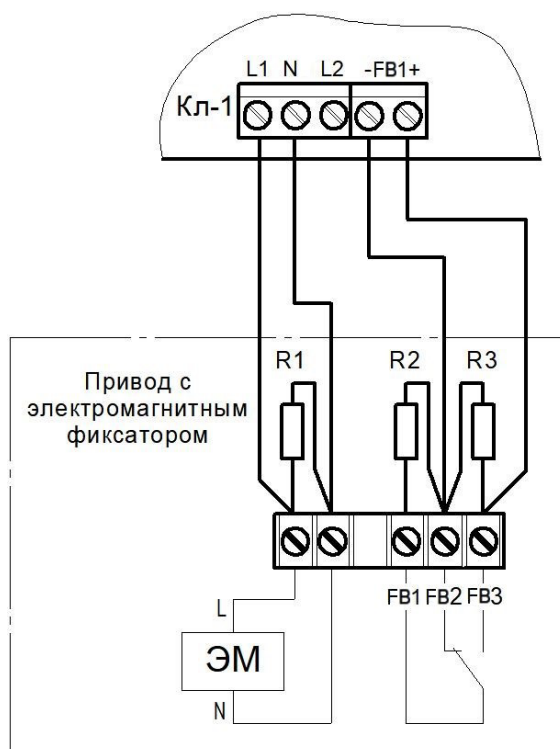 L1 N L2 -FB1+
Кл-1
R1 R2 R3
Привод с
электромагнитным
фиксатором
FB1 FB2 FB3
L
ЭМ
N